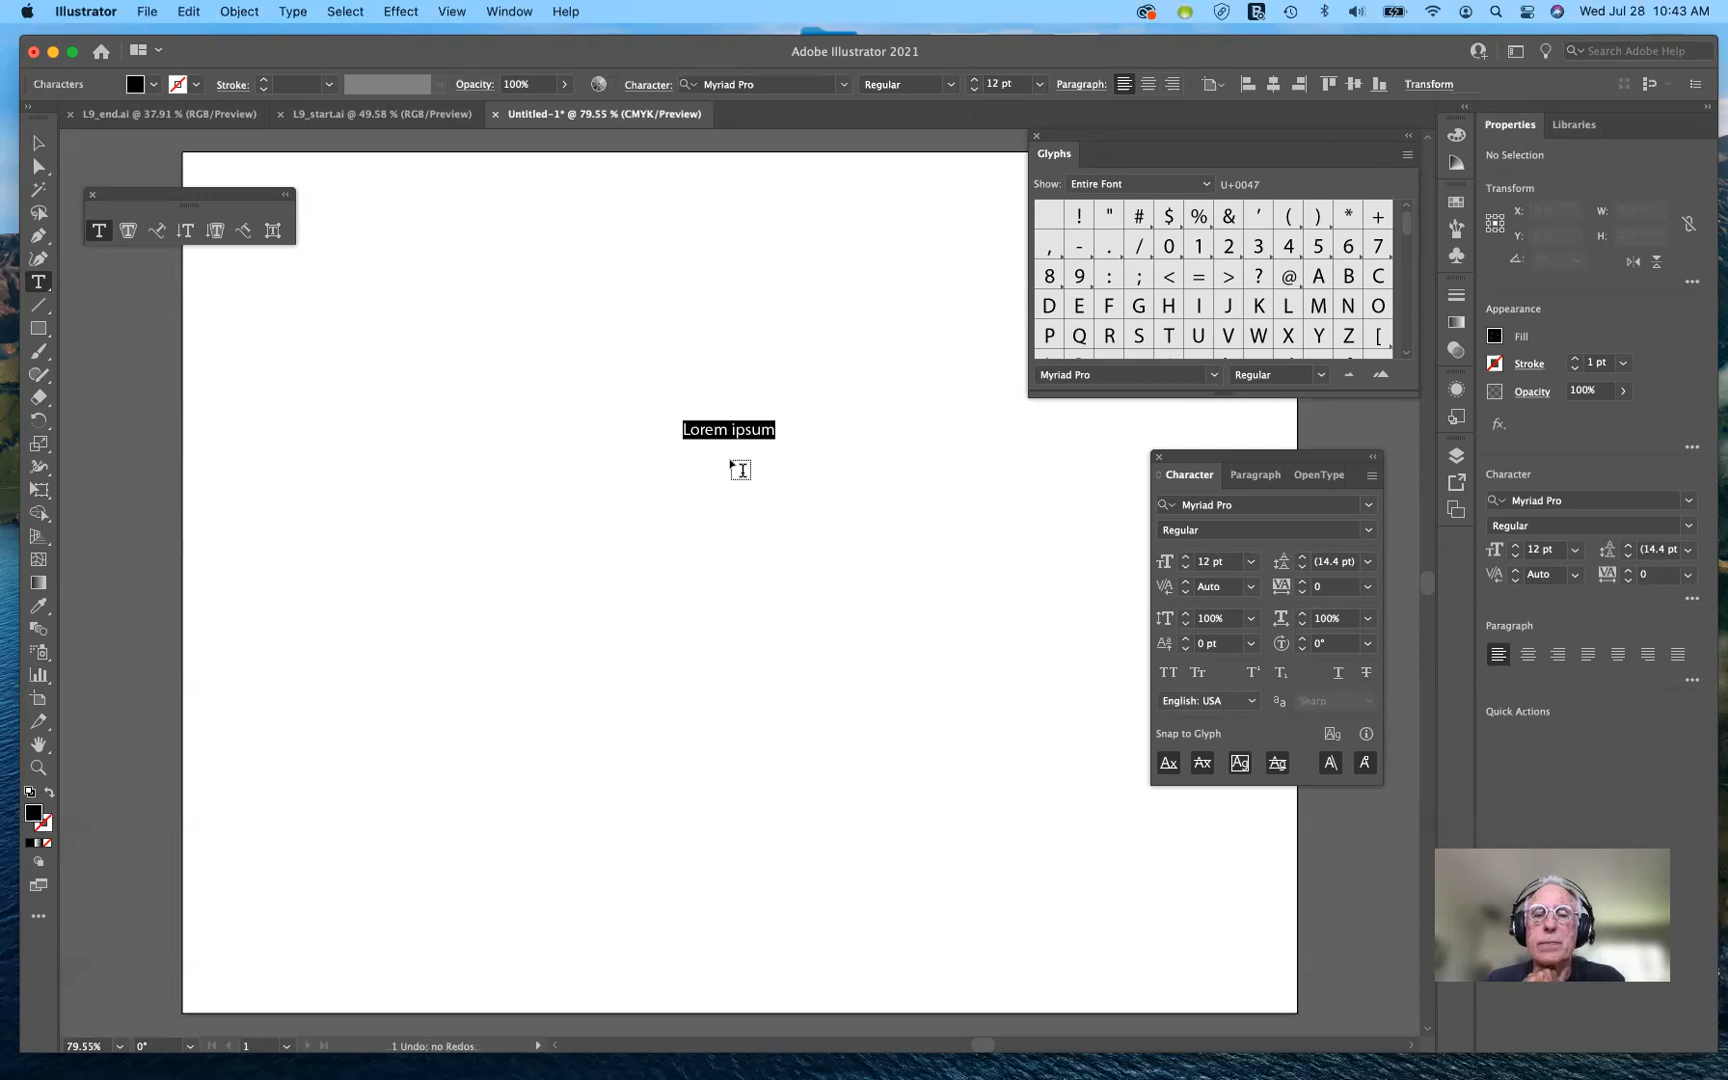 Illustrator File Edit Object Type Select Effect View Window Help Wed Jul 28 10:43 AM
Adobe Illustrator 2021 Search Adobe Help
Characters Stroke: Opacity: 100% Character: Myriad Pro Regular 12 pt Paragraph: Transform
L9_end.ai @ 37.91 % (RGB/Preview) L9_start.ai @ 49.58 % (RGB/Preview) Untitled-1* @ 79.55 % (CMYK/Preview)
Properties Libraries
Glyphs
No Selection
Show: Entire Font U+0047
Transform
X: W:
Y: H:
! " # $ % & ' ( ) * +
, - . / 0 1 2 3 4 5 6 7
8 9 : ; < = > ? @ A B C
D E F G H I J K L M N O
P Q R S T U V W X Y Z [
Myriad Pro Regular
Appearance
Fill
Stroke 1 pt
Opacity 100%
fx.
Lorem ipsum
Character Paragraph OpenType
Myriad Pro
Regular
12 pt (14.4 pt)
Auto 0
100% 100%
0 pt 0°
English: USA Sharp
Snap to Glyph
Character
Myriad Pro
Regular
12 pt (14.4 pt
Auto 0
Paragraph
Quick Actions
79.55% 0° 1 1 Undo; no Redos